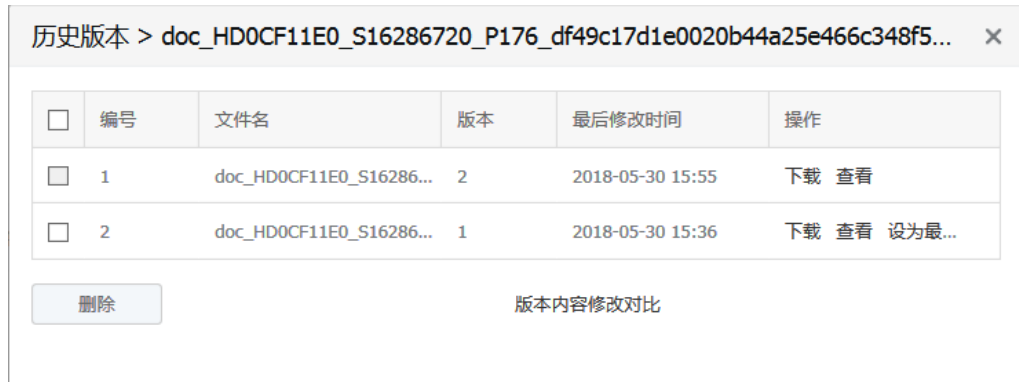 历史版本 > doc_HD0CF11E0_S16286720_P176_df49c17d1e0020b44a25e466c348f5... ×
编号 文件名 版本 最后修改时间 操作
1 doc_HD0CF11E0_S16286... 2 2018-05-30 15:55 下载 查看
2 doc_HD0CF11E0_S16286... 1 2018-05-30 15:36 下载 查看 设为最...
删除 版本内容修改对比